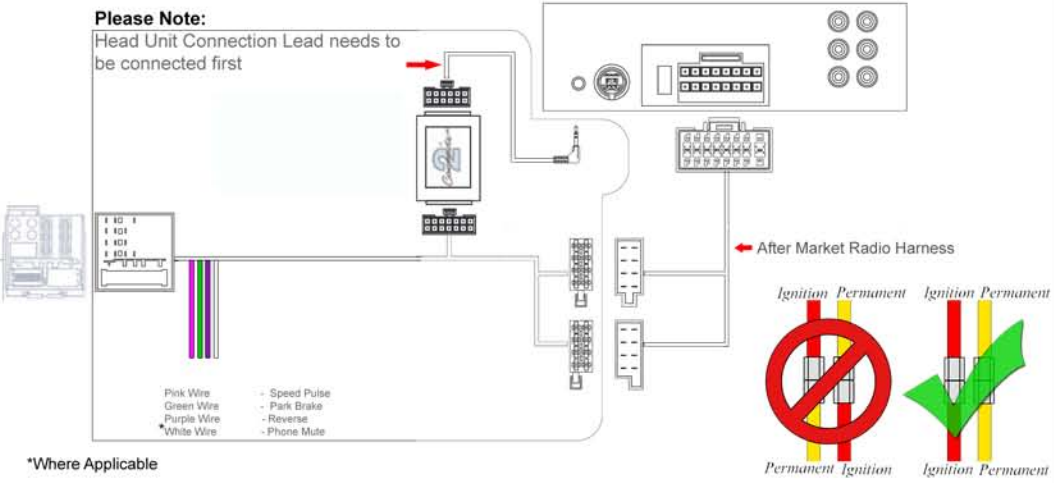 Please Note:
Head Unit Connection Lead needs to
be connected first
After Market Radio Harness
Ignition Permanent Ignition Permanent
Permanent Ignition Ignition Permanent
Pink Wire - Speed Pulse
Green Wire - Park Brake
Purple Wire - Reverse
*White Wire - Phone Mute
*Where Applicable